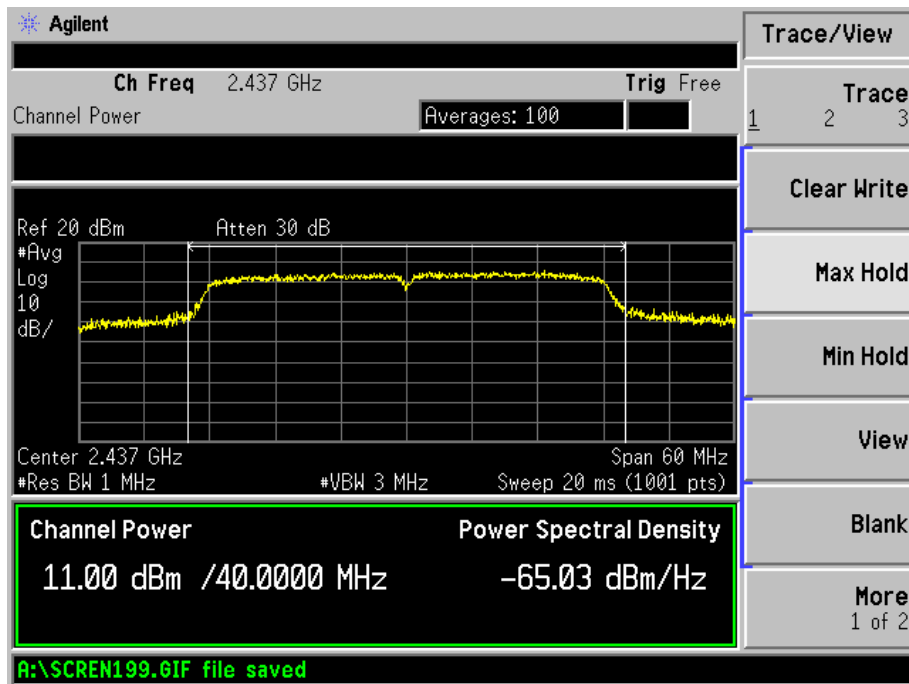 Agilent
Trace/View
Ch Freq 2.437 GHz Trig Free
Channel Power Averages: 100
Trace
1 2 3
Clear Write
Ref 20 dBm Atten 30 dB
#Avg
Log
10
dB/
Max Hold
Min Hold
View
Center 2.437 GHz Span 60 MHz
#Res BW 1 MHz #VBW 3 MHz Sweep 20 ms (1001 pts)
Channel Power Power Spectral Density
11.00 dBm /40.0000 MHz -65.03 dBm/Hz
Blank
More
1 of 2
A:\SCREN199.GIF file saved